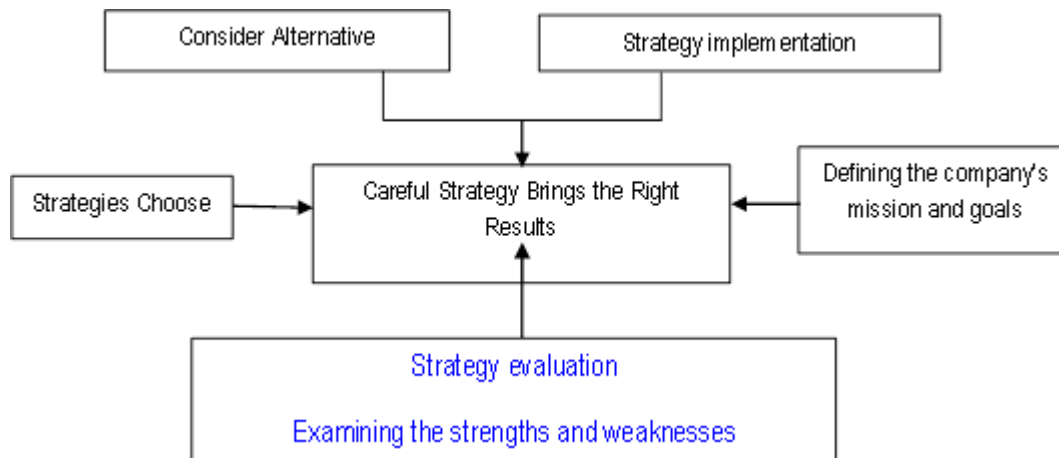 Consider Alternative
Strategy implementation
Strategies Choose
Careful Strategy Brings the Right
Results
Defining the company's
mission and goals
Strategy evaluation
Examining the strengths and weaknesses